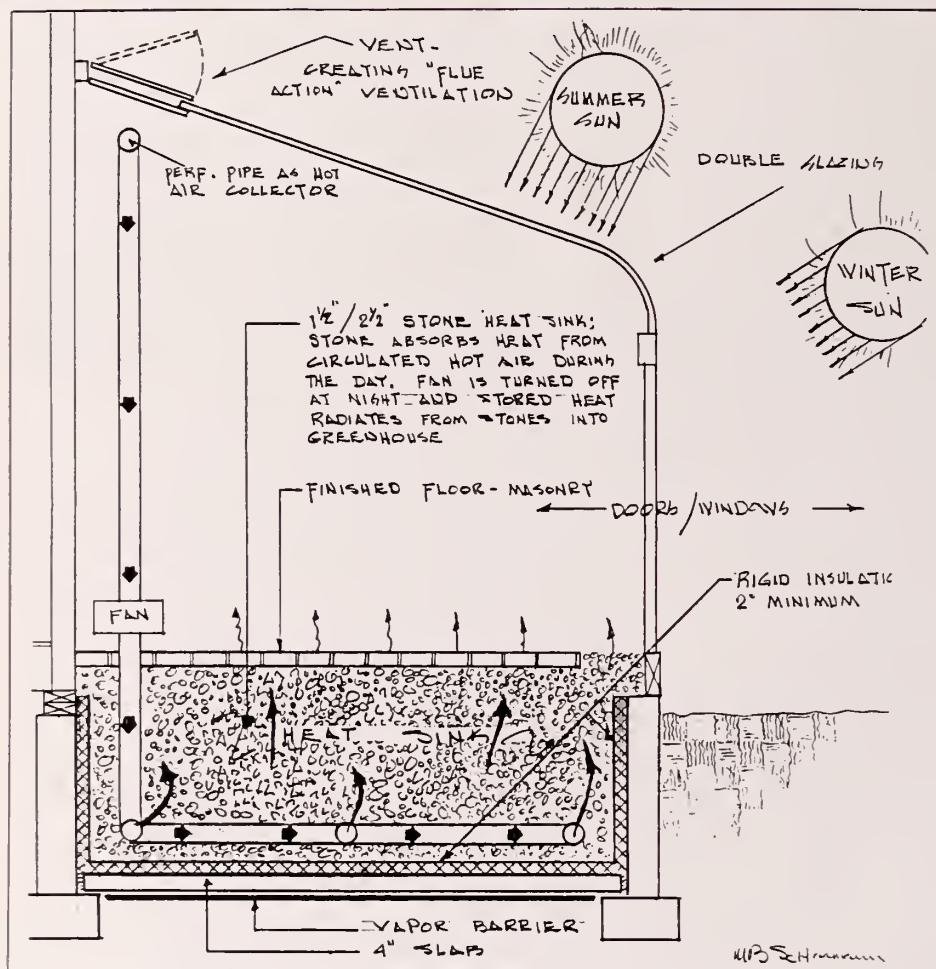 VENT-
CREATING "FLUE
ACTION" VENTILATION
SUMMER
SUN
DOUBLE GLAZING
PERF. PIPE AS HOT
AIR COLLECTOR
WINTER
SUN
1½"/2½" STONE HEAT SINK;
STONE ABSORBS HEAT FROM
CIRCULATED HOT AIR DURING
THE DAY. FAN IS TURNED OFF
AT NIGHT-AND STORED HEAT
RADIATES FROM STONES INTO
GREENHOUSE
FINISHED FLOOR-MASONRY
DOORS/WINDOWS
RIGID INSULATIC
2" MINIMUM
FAN
HEAT SINK
VAPOR BARRIER
4" SLAB